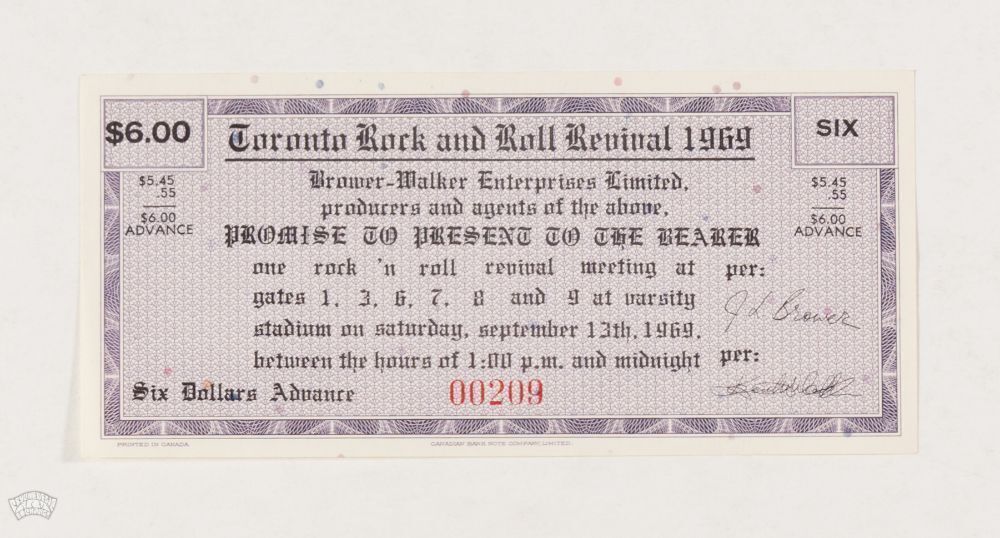 $6.00
Toronto Rock and Roll Revival 1969
SIX
$5.45
.55
$6.00
ADVANCE
Brower-Walker Enterprises Limited,
producers and agents of the above,
PROMISE TO PRESENT TO THE BEARER
one rock 'n roll revival meeting at
gates 1, 3, 6, 7, 8 and 9 at varsity
stadium on saturday, september 13th, 1969,
between the hours of 1:00 p.m. and midnight
per:
J L Brower
per:
$5.45
.55
$6.00
ADVANCE
Six Dollars Advance
00209
PRINTED IN CANADA
CANADIAN BANK NOTE COMPANY, LIMITED.